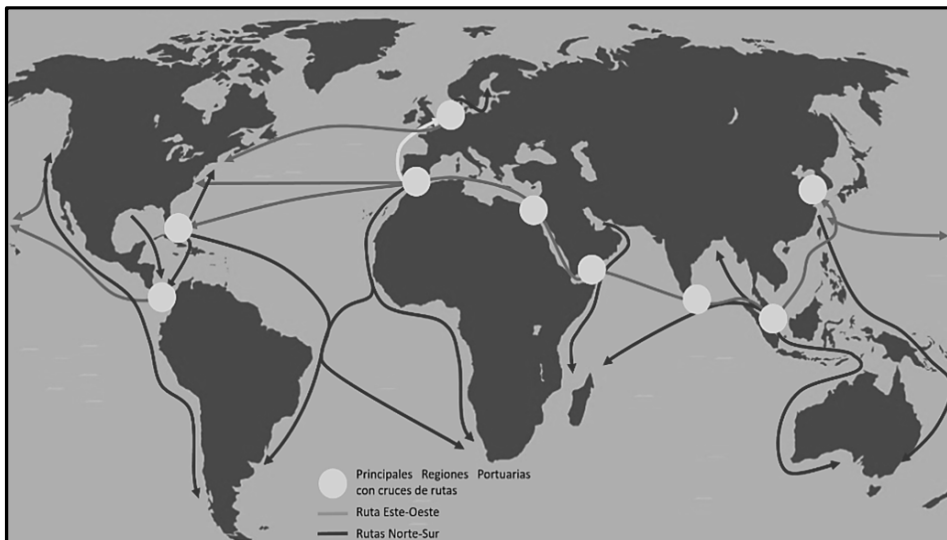 Principales Regiones Portuarias
con cruces de rutas
Ruta Este-Oeste
Rutas Norte-Sur